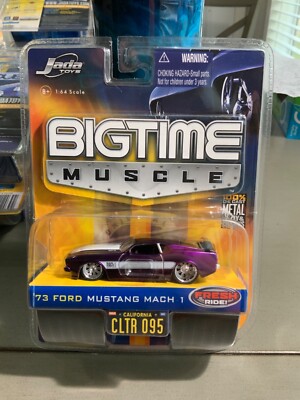 Jada
TOYS
8+ 1:64 Scale
WARNING:
CHOKING HAZARD-Small parts
Not for children under 3 years.
BIGTIME
MUSCLE
METAL
'73 FORD MUSTANG MACH 1
FRESH
RIDE!
CALIFORNIA
CLTR 095